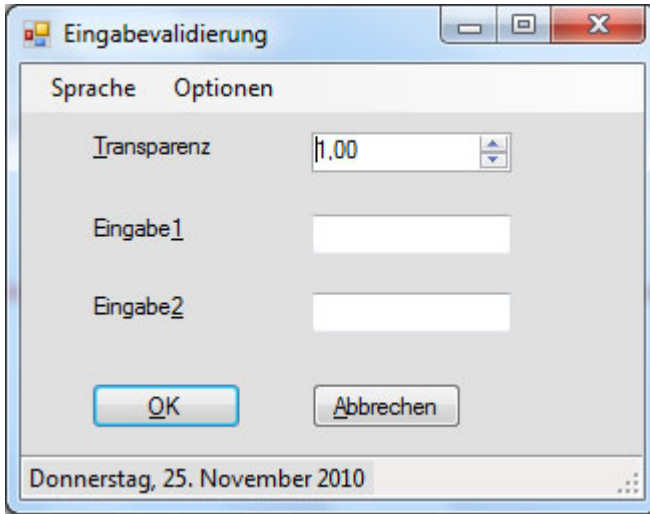 Eingabevalidierung
Sprache Optionen
Transparenz 1,00
Eingabe1
Eingabe2
OK Abbrechen
Donnerstag, 25. November 2010